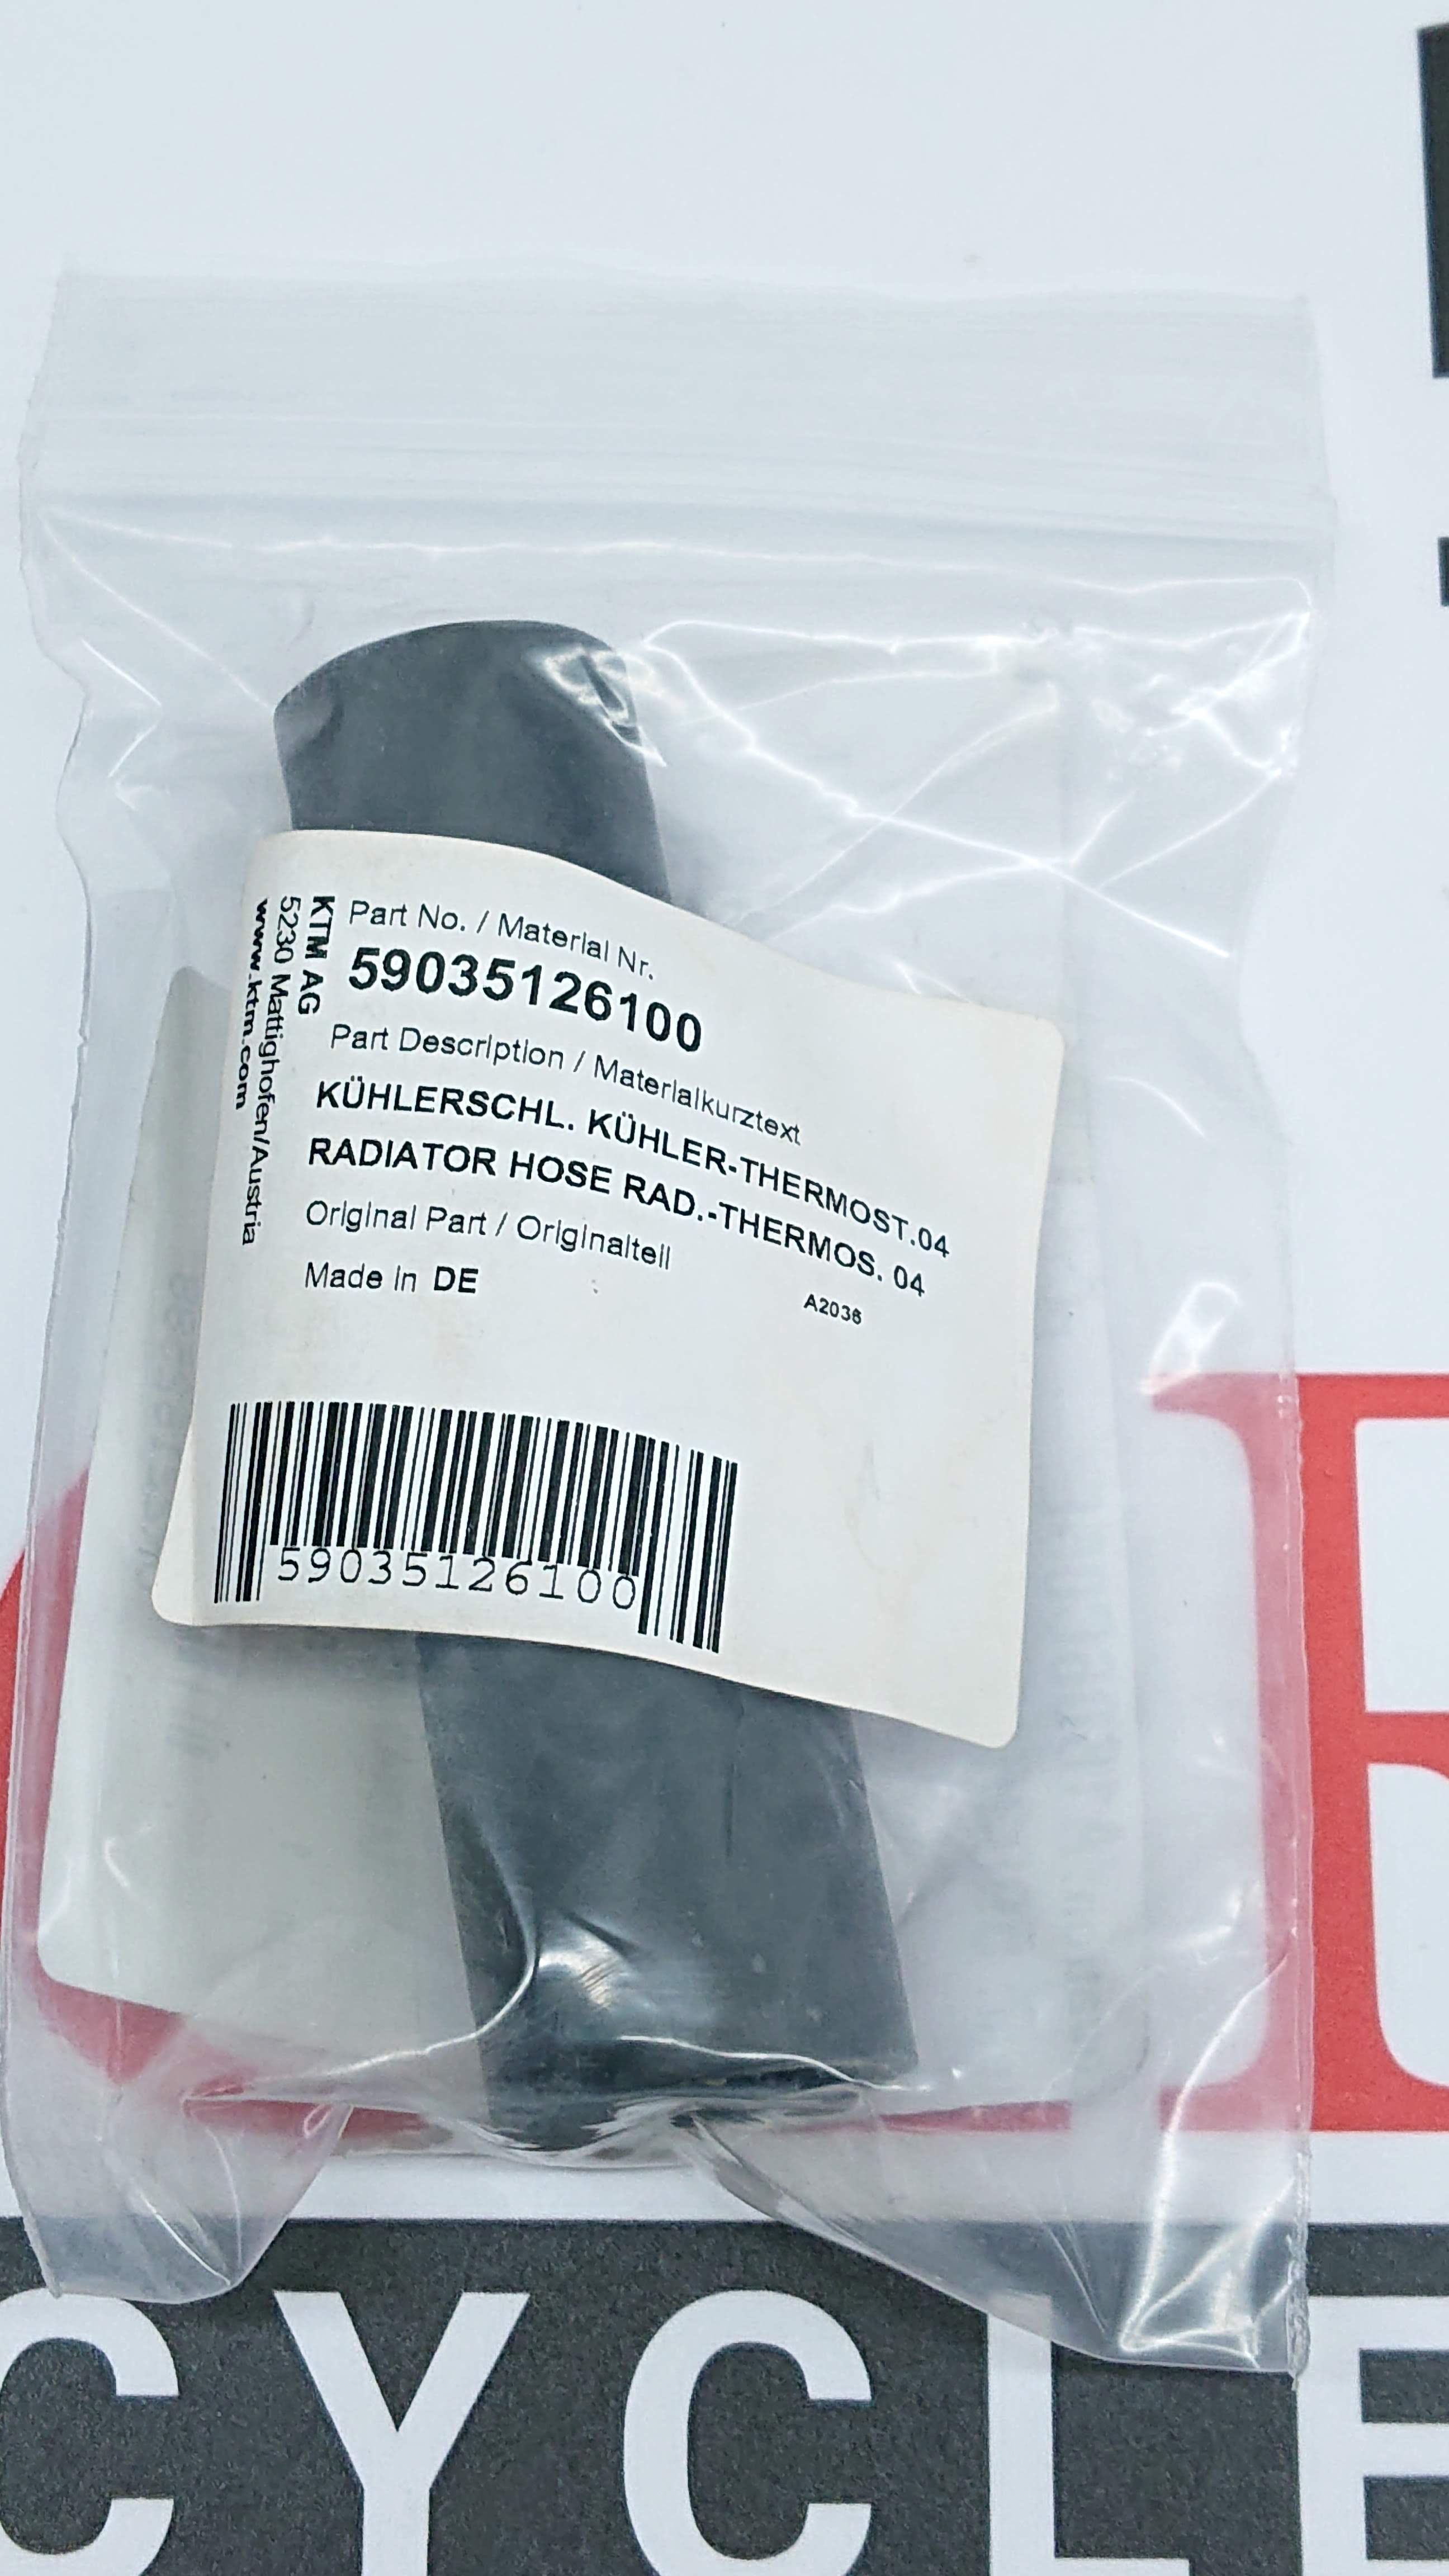 Part No. / Material Nr.
59035126100
Part Description / Materialkurztext
KÜHLERSCHL. KÜHLER-THERMOST.04
RADIATOR HOSE RAD.-THERMOS. 04
Original Part / Originalteil
Made in DE
A2036
KTM AG
5230 Mattighofen/Austria
www.ktm.com
59035126100
CYCLE